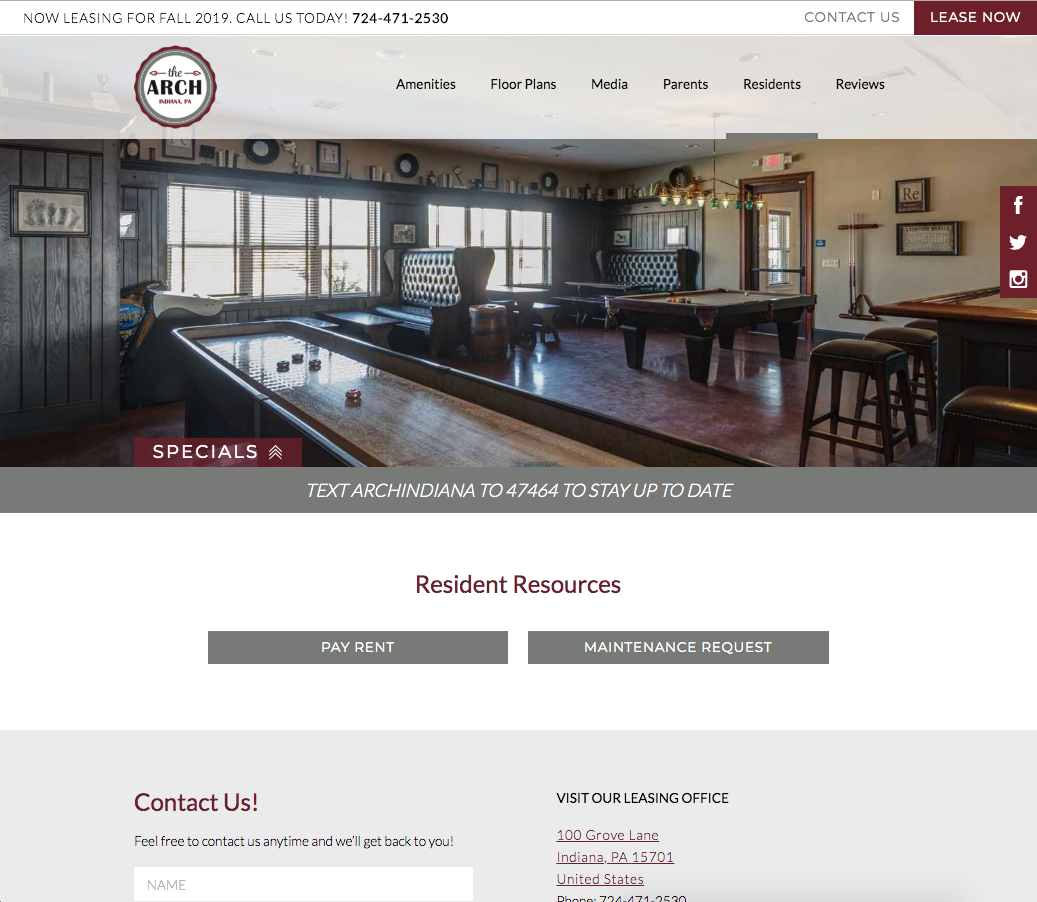 NOW LEASING FOR FALL 2019. CALL US TODAY! 724-471-2530
CONTACT US
LEASE NOW
the
ARCH
INDIANA, PA
Amenities
Floor Plans
Media
Parents
Residents
Reviews
Re
SPECIALS
TEXT ARCHINDIANA TO 47464 TO STAY UP TO DATE
Resident Resources
PAY RENT
MAINTENANCE REQUEST
Contact Us!
Feel free to contact us anytime and we'll get back to you!
NAME
VISIT OUR LEASING OFFICE
100 Grove Lane
Indiana, PA 15701
United States
Phone: 724-471-2530